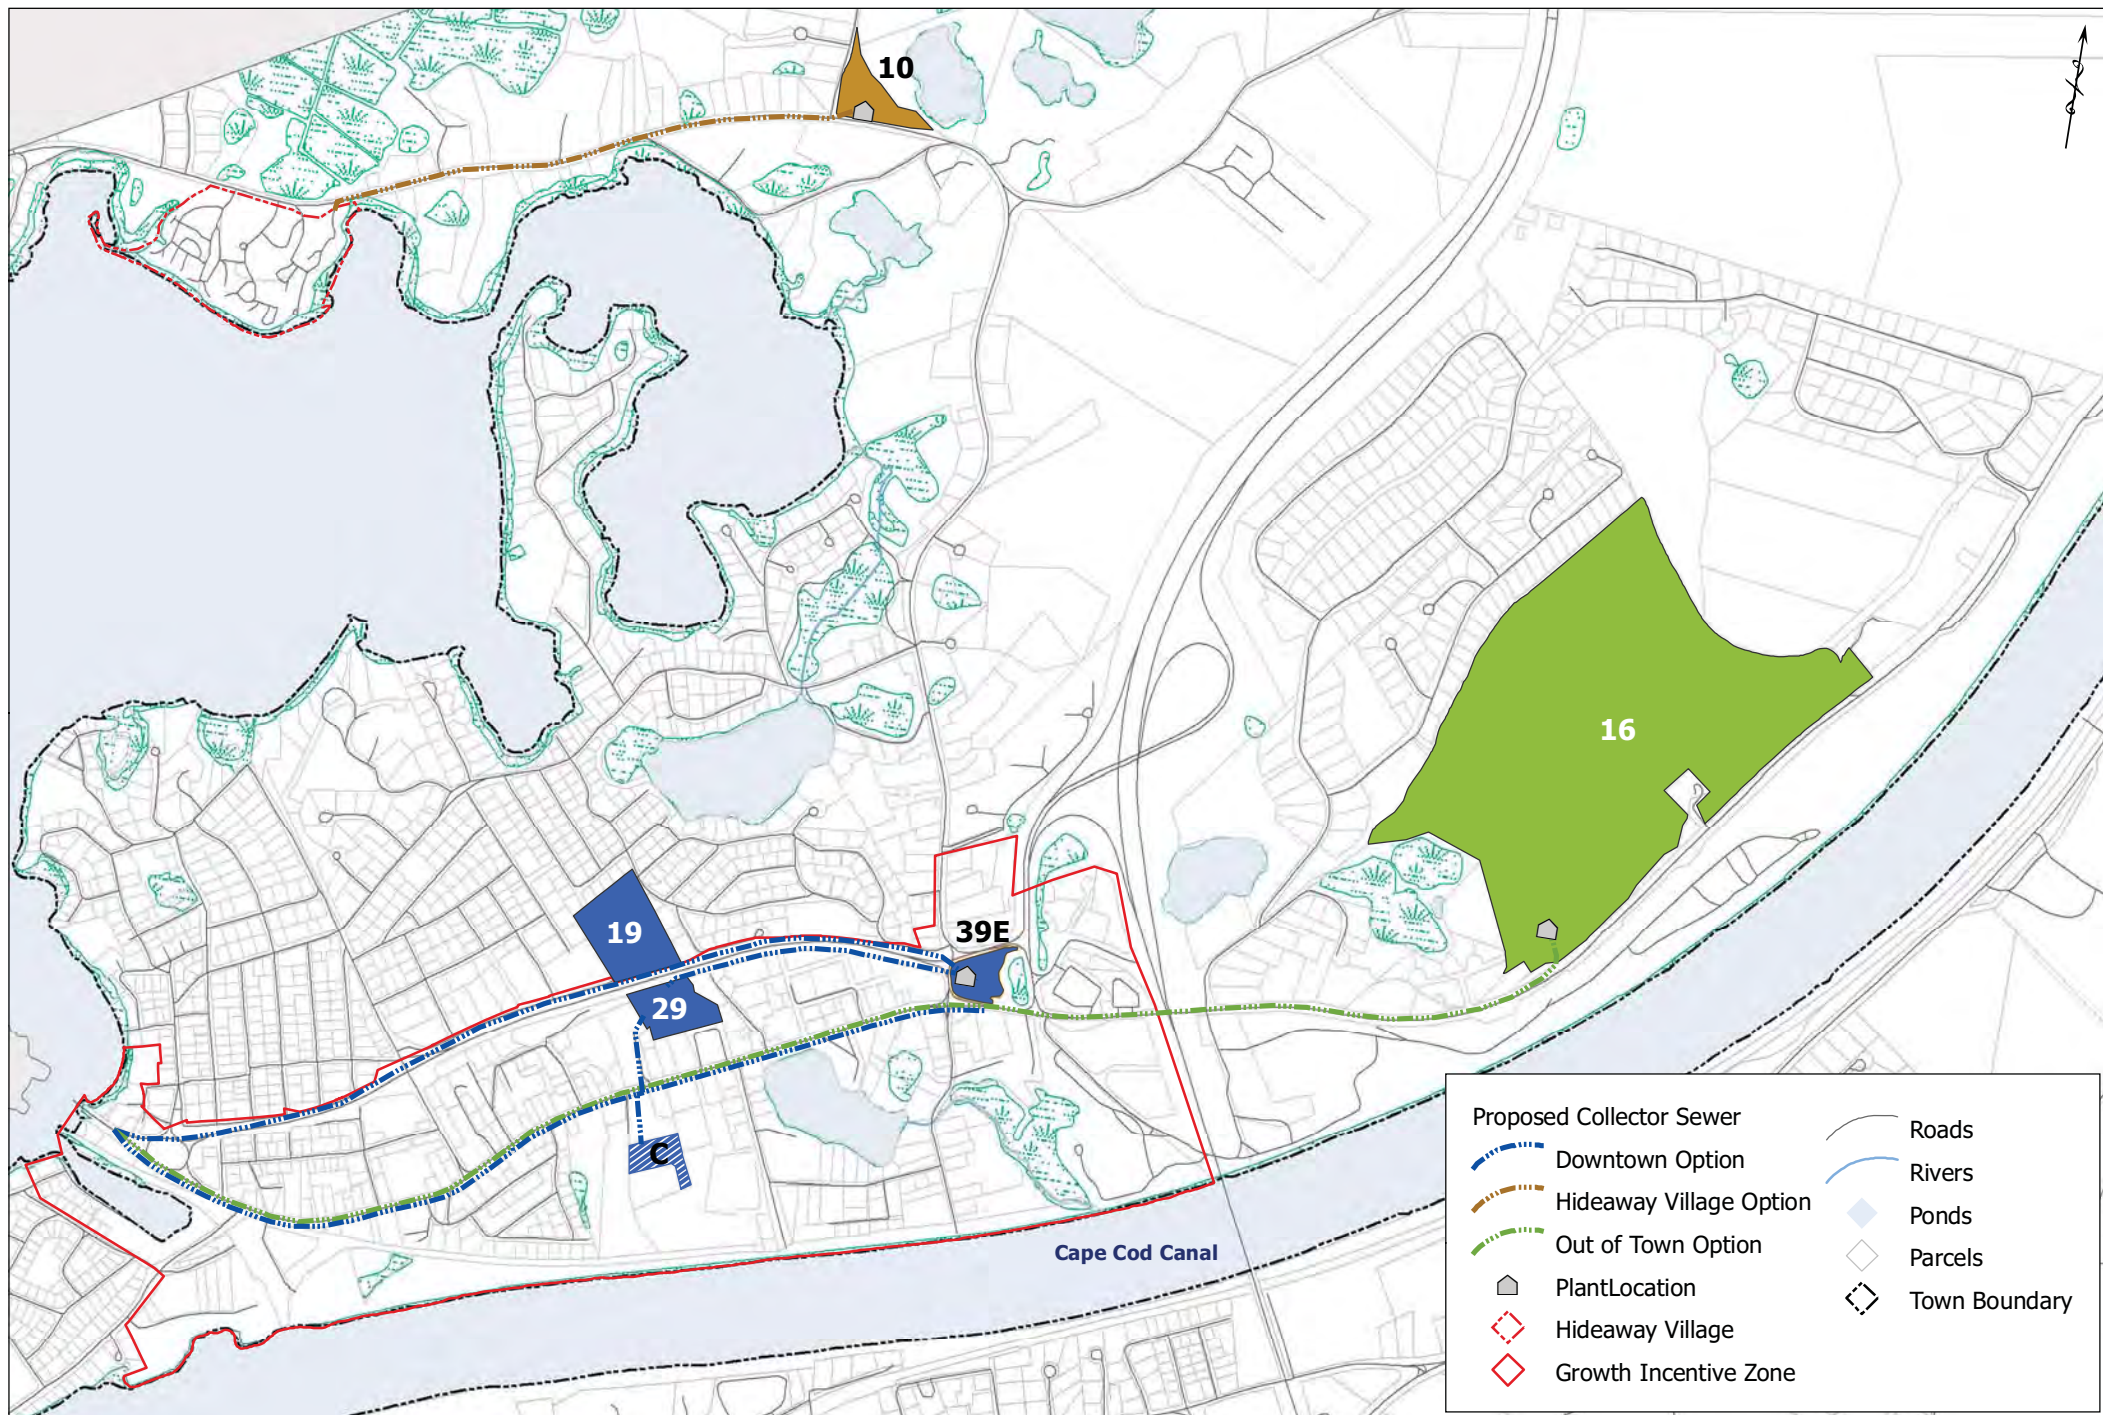 10
16
19
39E
29
C
Cape Cod Canal
Proposed Collector Sewer
Downtown Option
Hideaway Village Option
Out of Town Option
PlantLocation
Hideaway Village
Growth Incentive Zone
Roads
Rivers
Ponds
Parcels
Town Boundary